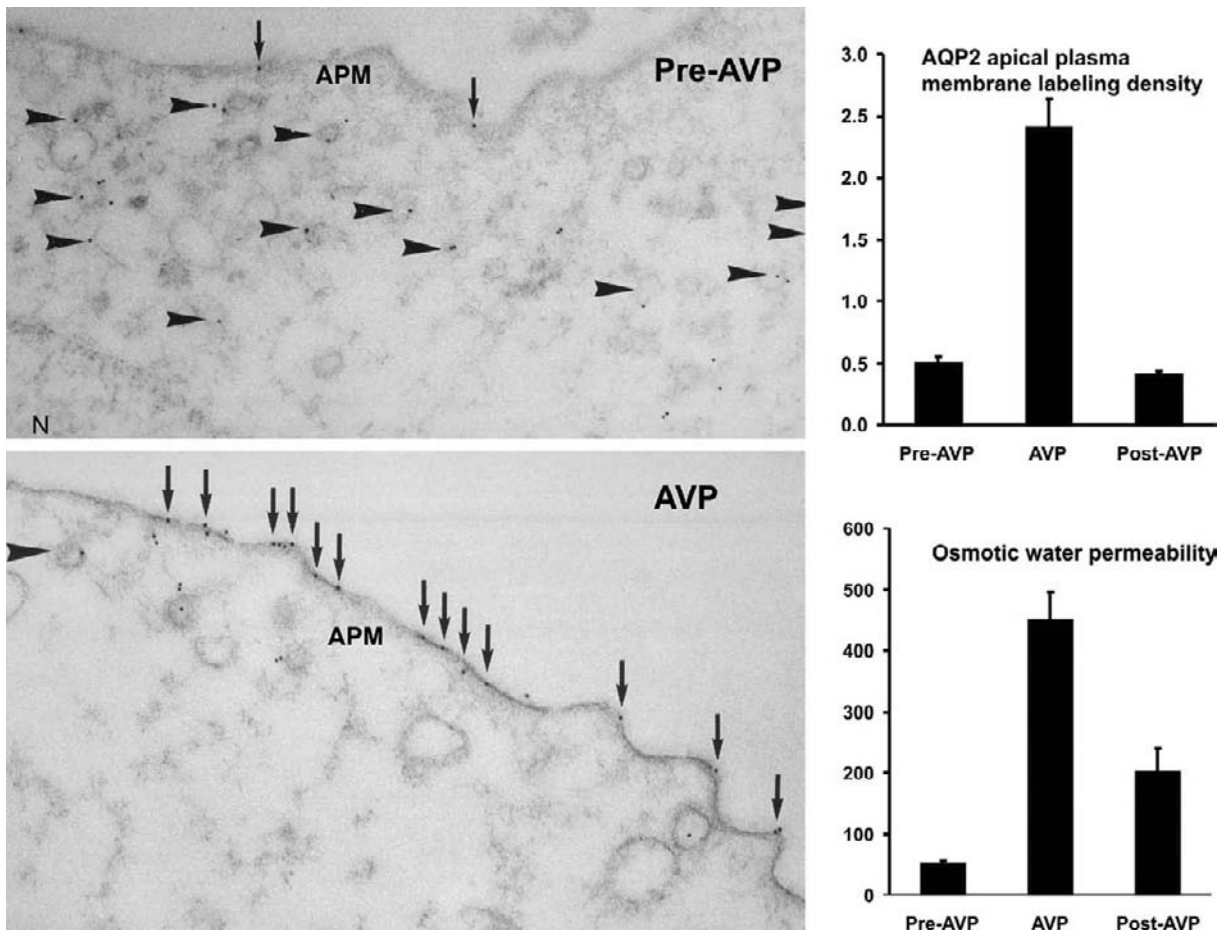 Pre-AVP
APM
N
AVP
APM
AQP2 apical plasma
membrane labeling density
3.0
2.5
2.0
1.5
1.0
0.5
0.0
Pre-AVP AVP Post-AVP
Osmotic water permeability
600
500
400
300
200
100
0
Pre-AVP AVP Post-AVP